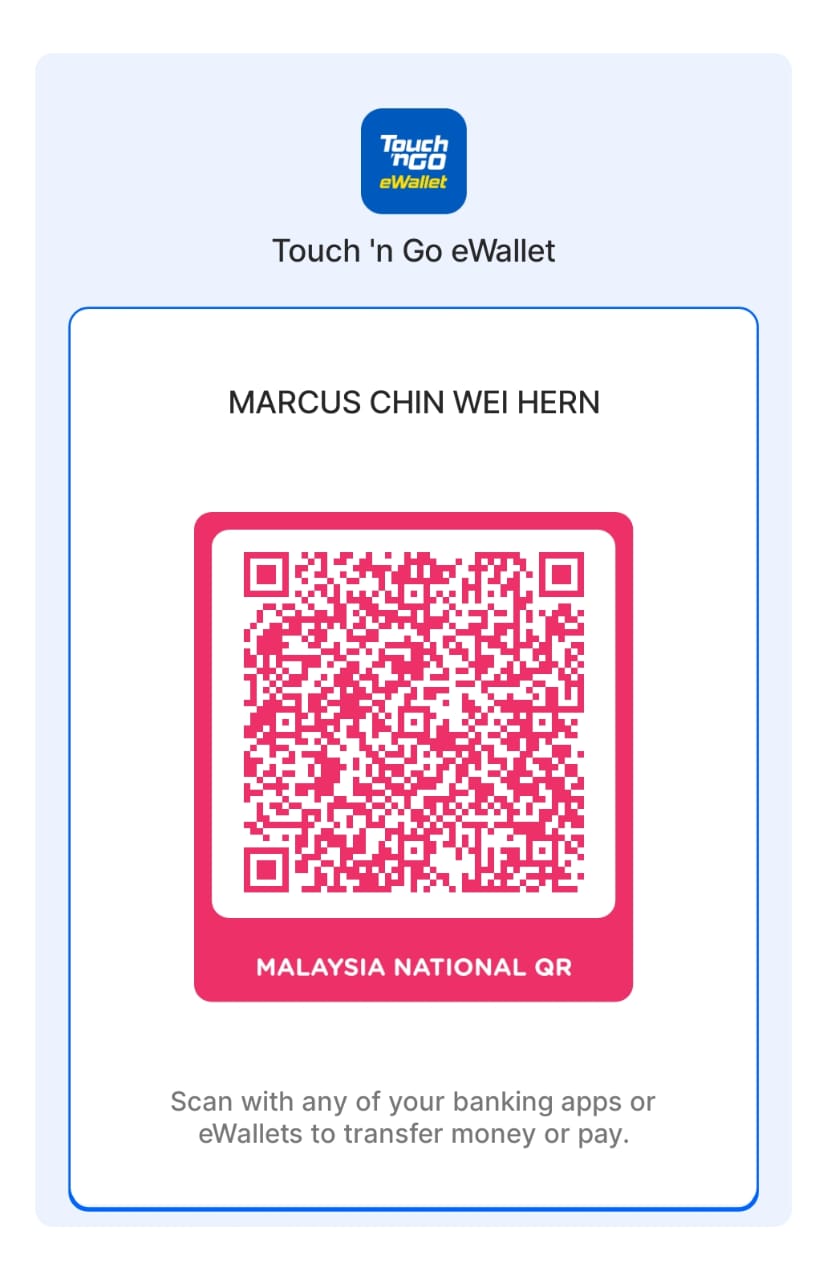 Touch
'nGO
eWallet
Touch 'n Go eWallet
MARCUS CHIN WEI HERN
MALAYSIA NATIONAL QR
Scan with any of your banking apps or
eWallets to transfer money or pay.